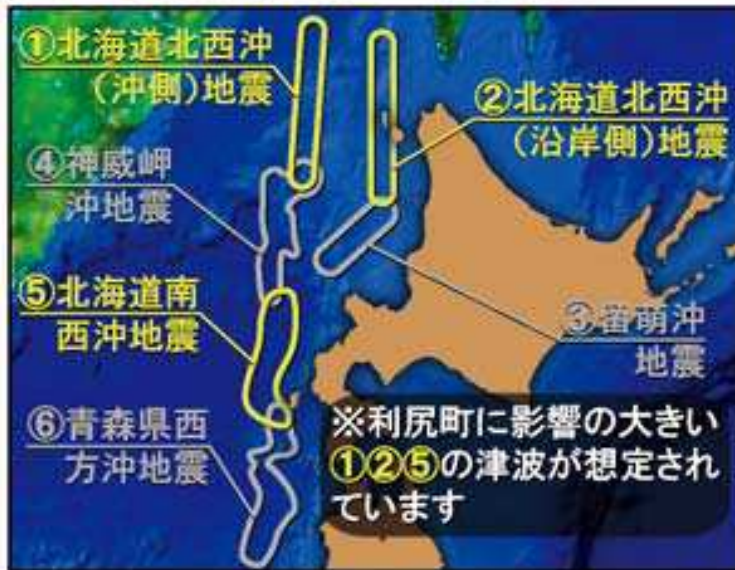 ①北海道北西沖
(沖側)地震
②北海道北西沖
(沿岸側)地震
④神威岬
沖地震
⑤北海道南
西沖地震
③留萌沖
地震
⑥青森県西
方沖地震
※利尻町に影響の大きい
①②⑤の津波が想定され
ています